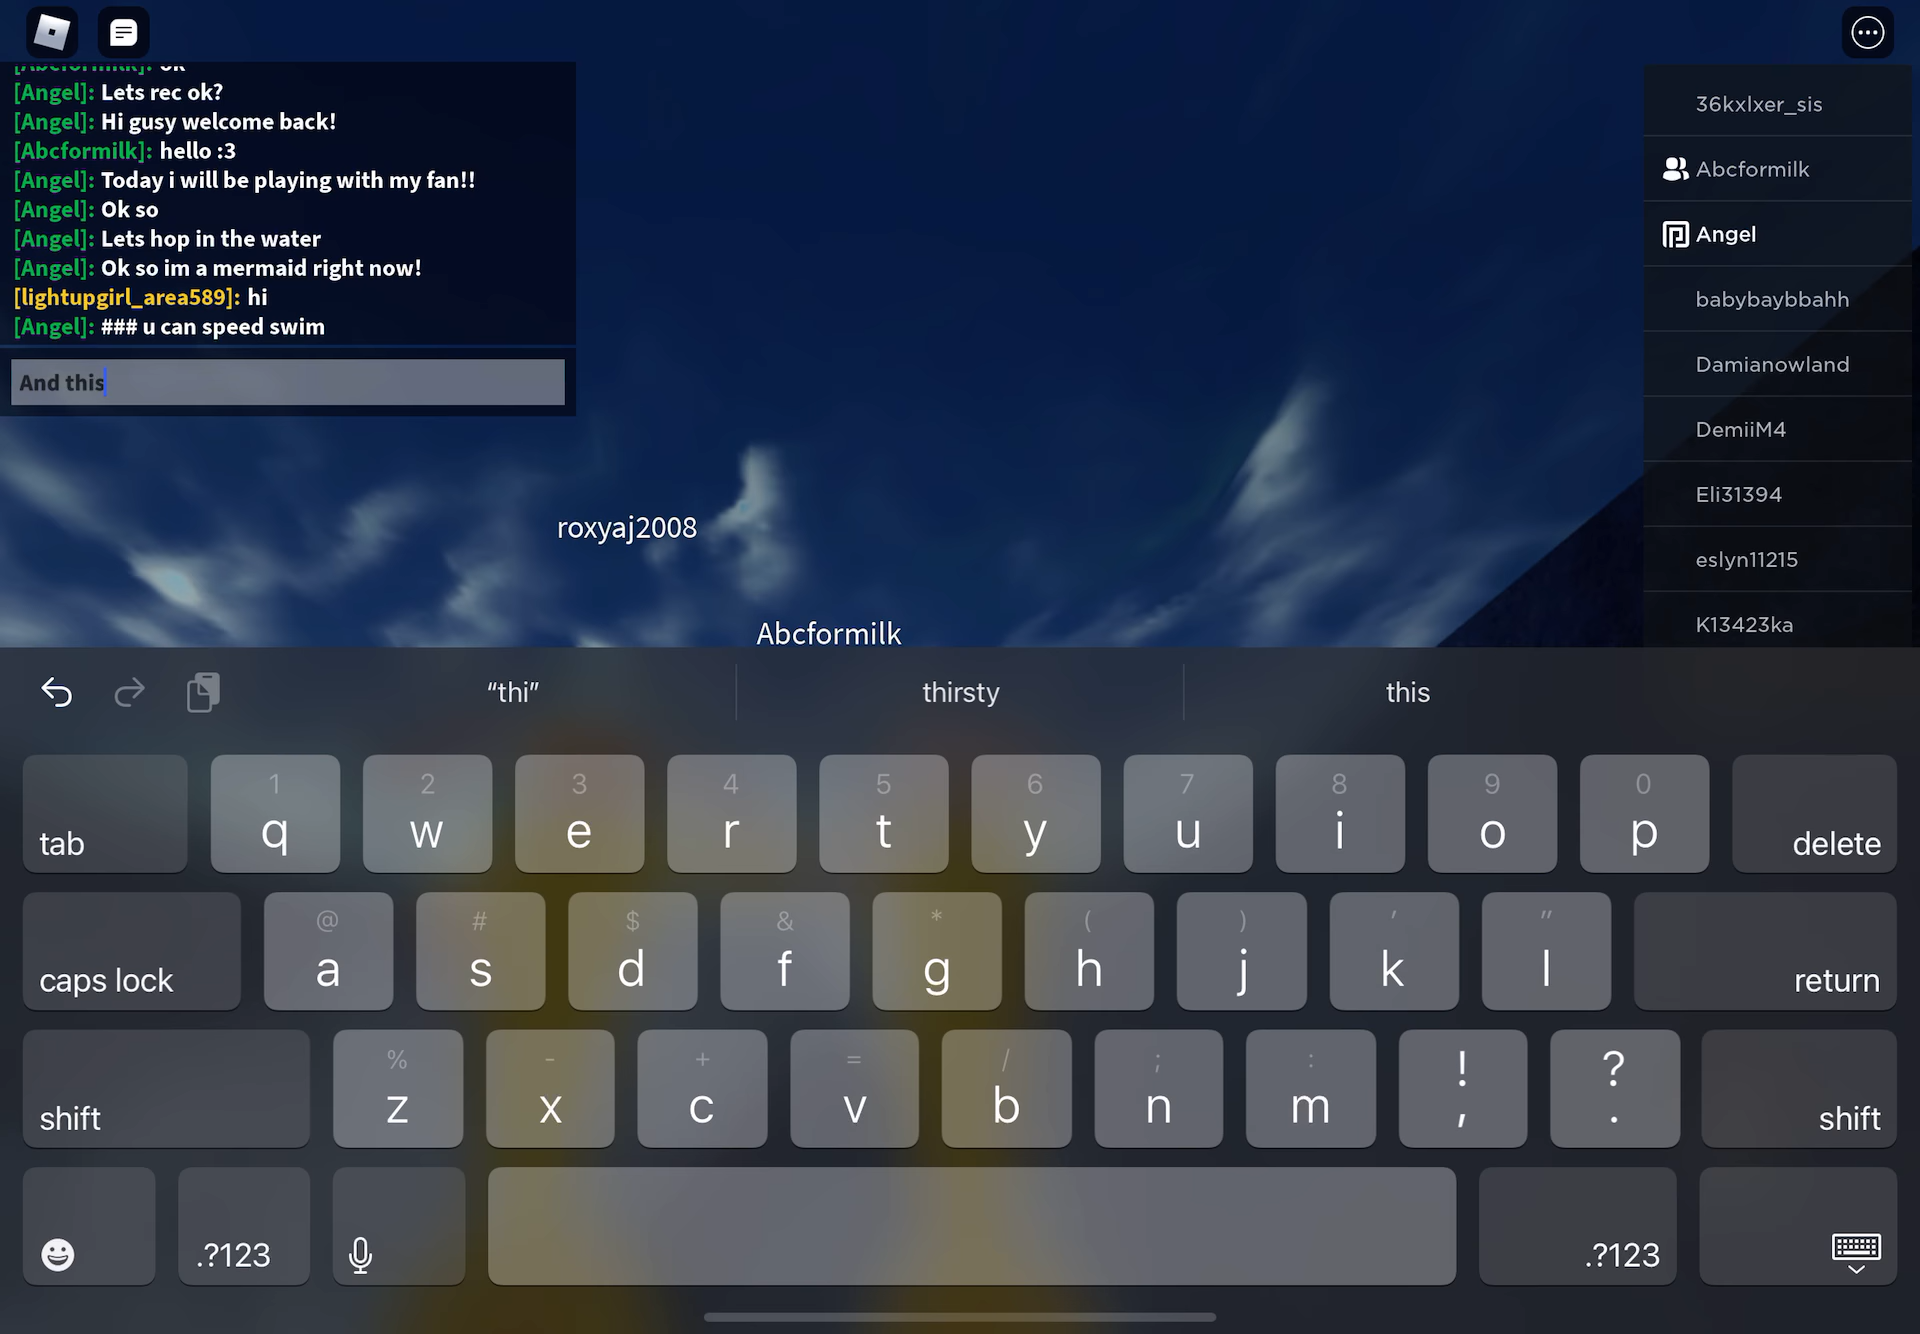 [Abcformilk]: ok
[Angel]: Lets rec ok?
[Angel]: Hi gusy welcome back!
[Abcformilk]: hello :3
[Angel]: Today i will be playing with my fan!!
[Angel]: Ok so
[Angel]: Lets hop in the water
[Angel]: Ok so im a mermaid right now!
[lightupgirl_area589]: hi
[Angel]: ### u can speed swim
And this
36kxlxer_sis
Abcformilk
Angel
babybaybbahh
Damianowland
DemiiM4
Eli31394
eslyn11215
K13423ka
roxyaj2008
Abcformilk
“thi” thirsty this
1 2 3 4 5 6 7 8 9 0
tab q w e r t y u i o p delete
@ # $ & * ( ) ' "
caps lock a s d f g h j k l return
% - + = / ; : ! ?
shift z x c v b n m , . shift
.?123 .?123